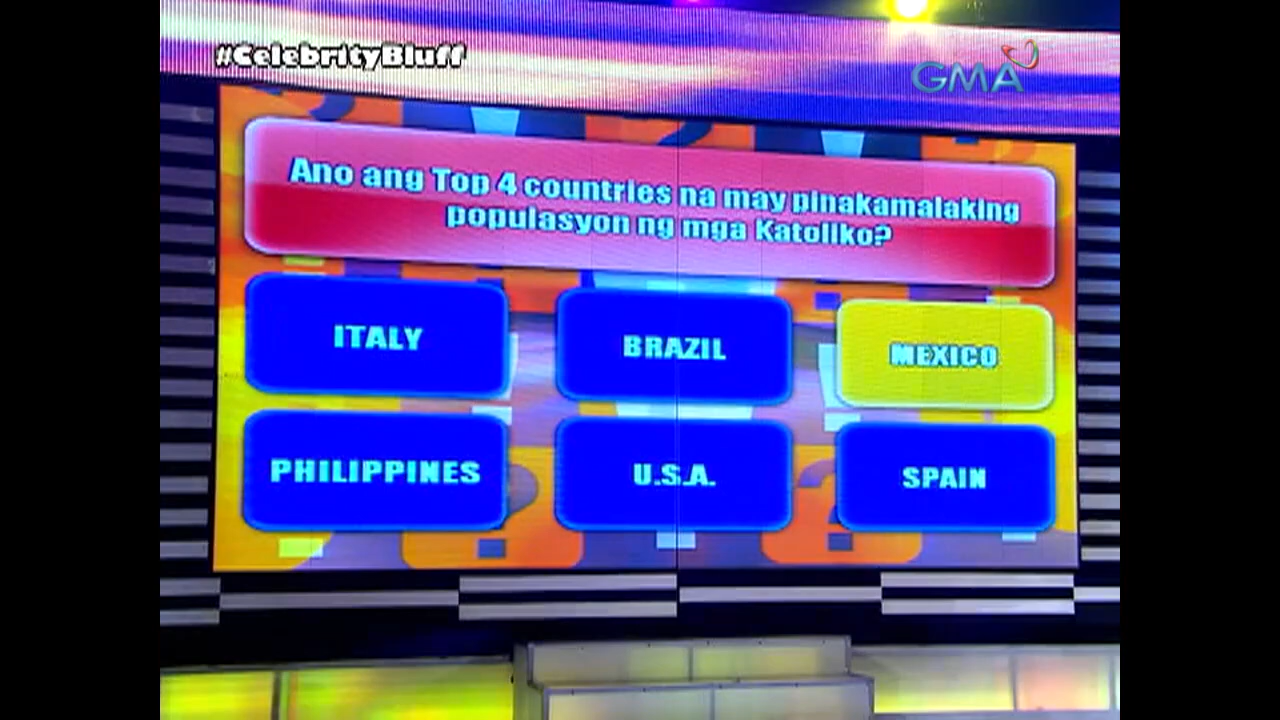 #CelebrityBluff
GMA
Ano ang Top 4 countries na may pinakamalaking
populasyon ng mga Katoliko?
ITALY
BRAZIL
MEXICO
PHILIPPINES
U.S.A.
SPAIN